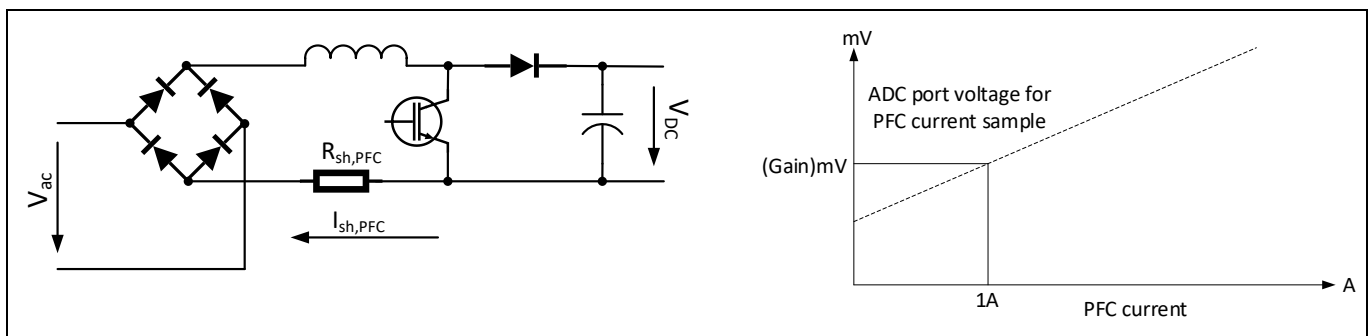 V_ac
R_sh,PFC
I_sh,PFC
V_DC
mV
ADC port voltage for
PFC current sample
(Gain)mV
1A
PFC current
A